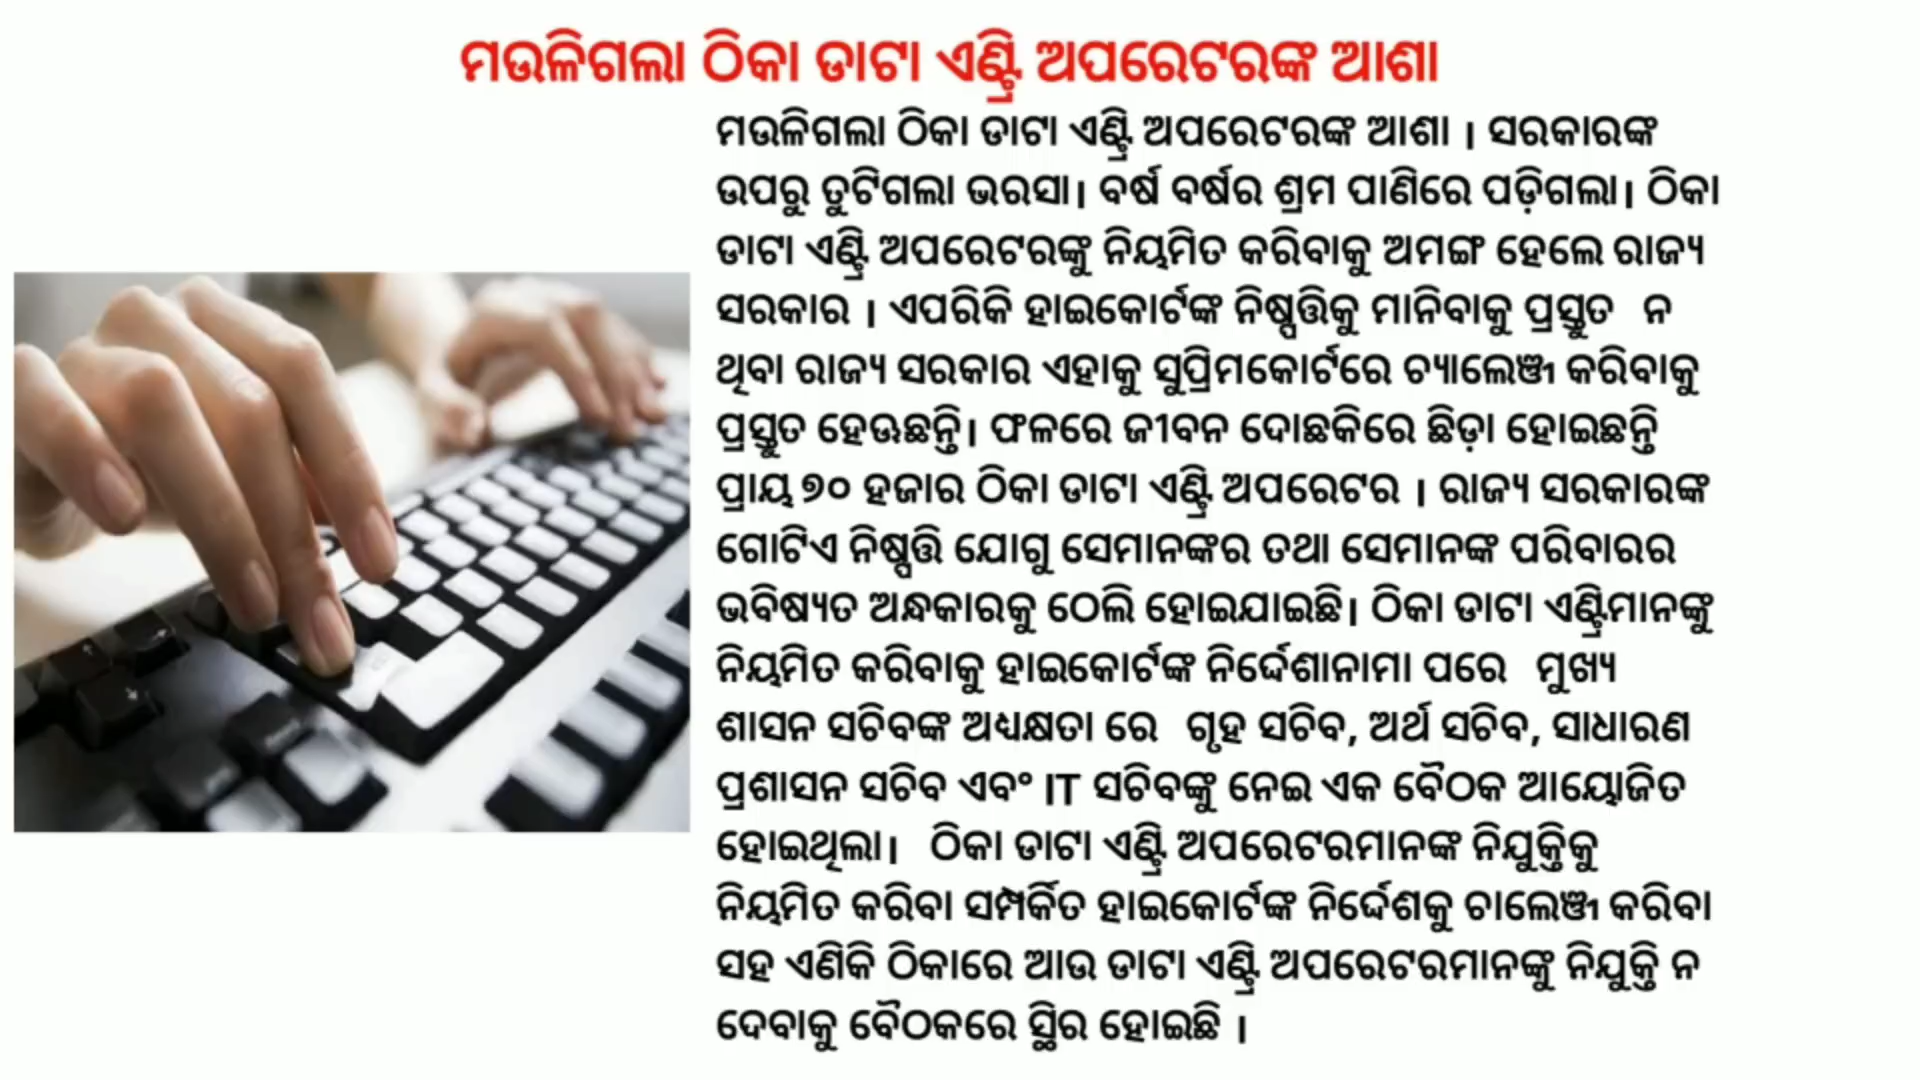 ମଉଳିଗଲା ଠିକା ଡାଟା ଏଣ୍ଟ୍ରି ଅପରେଟରଙ୍କ ଆଶା
ମଉଳିଗଲା ଠିକା ଡାଟା ଏଣ୍ଟ୍ରି ଅପରେଟରଙ୍କ ଆଶା । ସରକାରଙ୍କ
ଉପରୁ ତୁଟିଗଲା ଭରସା। ବର୍ଷ ବର୍ଷର ଶ୍ରମ ପାଣିରେ ପଡ଼ିଗଲା। ଠିକା
ଡାଟା ଏଣ୍ଟ୍ରି ଅପରେଟରଙ୍କୁ ନିୟମିତ କରିବାକୁ ଅମଙ୍ଗ ହେଲେ ରାଜ୍ୟ
ସରକାର । ଏପରିକି ହାଇକୋର୍ଟଙ୍କ ନିଷ୍ପତ୍ତିକୁ ମାନିବାକୁ ପ୍ରସ୍ତୁତ ନ
ଥିବା ରାଜ୍ୟ ସରକାର ଏହାକୁ ସୁପ୍ରିମକୋର୍ଟରେ ଚ୍ୟାଲେଞ୍ଜ କରିବାକୁ
ପ୍ରସ୍ତୁତ ହେଊଛନ୍ତି। ଫଳରେ ଜୀବନ ଦୋଛକିରେ ଛିଡ଼ା ହୋଇଛନ୍ତି
ପ୍ରାୟ ୭୦ ହଜାର ଠିକା ଡାଟା ଏଣ୍ଟ୍ରି ଅପରେଟର । ରାଜ୍ୟ ସରକାରଙ୍କ
ଗୋଟିଏ ନିଷ୍ପତ୍ତି ଯୋଗୁ ସେମାନଙ୍କର ତଥା ସେମାନଙ୍କ ପରିବାରର
ଭବିଷ୍ୟତ ଅନ୍ଧକାରକୁ ଠେଲି ହୋଇଯାଇଛି। ଠିକା ଡାଟା ଏଣ୍ଟ୍ରିମାନଙ୍କୁ
ନିୟମିତ କରିବାକୁ ହାଇକୋର୍ଟଙ୍କ ନିର୍ଦ୍ଦେଶାନାମା ପରେ ମୁଖ୍ୟ
ଶାସନ ସଚିବଙ୍କ ଅଧ୍ୟକ୍ଷତା ରେ ଗୃହ ସଚିବ, ଅର୍ଥ ସଚିବ, ସାଧାରଣ
ପ୍ରଶାସନ ସଚିବ ଏବଂ IT ସଚିବଙ୍କୁ ନେଇ ଏକ ବୈଠକ ଆୟୋଜିତ
ହୋଇଥିଲା। ଠିକା ଡାଟା ଏଣ୍ଟ୍ରି ଅପରେଟରମାନଙ୍କ ନିଯୁକ୍ତିକୁ
ନିୟମିତ କରିବା ସମ୍ପର୍କିତ ହାଇକୋର୍ଟଙ୍କ ନିର୍ଦ୍ଦେଶକୁ ଚାଲେଞ୍ଜ କରିବା
ସହ ଏଣିକି ଠିକାରେ ଆଉ ଡାଟା ଏଣ୍ଟ୍ରି ଅପରେଟରମାନଙ୍କୁ ନିଯୁକ୍ତି ନ
ଦେବାକୁ ବୈଠକରେ ସ୍ଥିର ହୋଇଛି ।